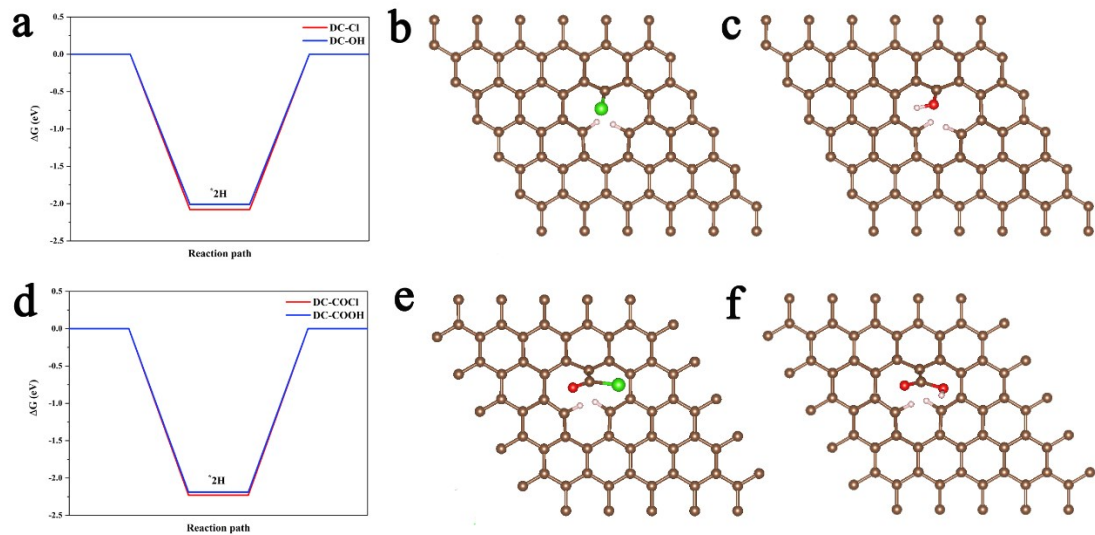 a
0.5
0.0
-0.5
-1.0
-1.5
-2.0
-2.5
ΔG (eV)
DC-Cl
DC-OH
*2H
Reaction path
b
c
d
0.5
0.0
-0.5
-1.0
-1.5
-2.0
-2.5
ΔG (eV)
DC-COCl
DC-COOH
*2H
Reaction path
e
f